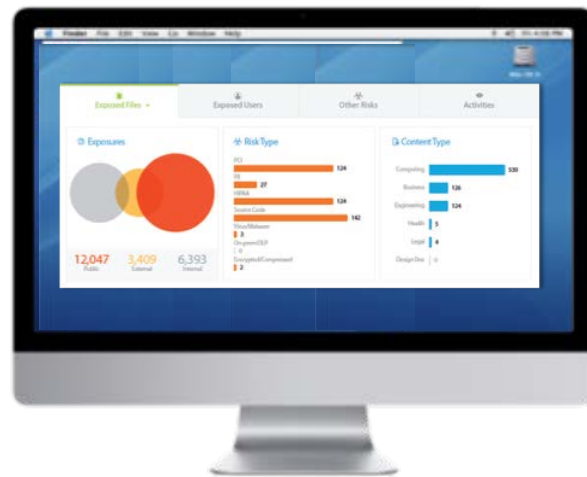 Finder File Edit View Go Window Help
Exposed Files
Exposed Users
Other Risks
Activities
Exposures
12,047
Public
3,409
External
6,393
Internal
Risk Type
PCI
124
PII
27
HIPAA
124
Source Code
142
Virus/Malware
3
0
Encrypted/Compressed
2
Content Type
Computing
520
Business 126
Engineering 124
Health 5
Legal 4
Design Doc 0